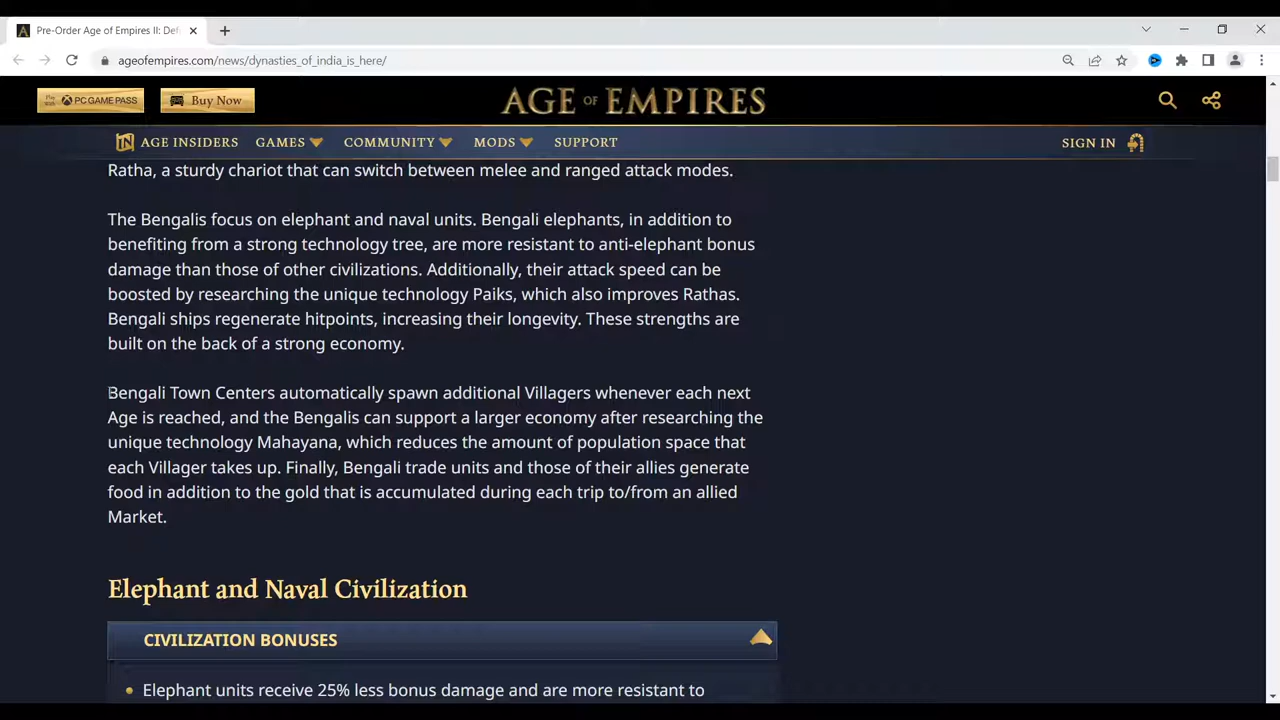 Pre-Order Age of Empires II: Def
ageofempires.com/news/dynasties_of_india_is_here/
Play With PC GAME PASS
Buy Now
AGE OF EMPIRES
IN AGE INSIDERS GAMES COMMUNITY MODS SUPPORT
SIGN IN
Ratha, a sturdy chariot that can switch between melee and ranged attack modes.
The Bengalis focus on elephant and naval units. Bengali elephants, in addition to
benefiting from a strong technology tree, are more resistant to anti-elephant bonus
damage than those of other civilizations. Additionally, their attack speed can be
boosted by researching the unique technology Paiks, which also improves Rathas.
Bengali ships regenerate hitpoints, increasing their longevity. These strengths are
built on the back of a strong economy.
Bengali Town Centers automatically spawn additional Villagers whenever each next
Age is reached, and the Bengalis can support a larger economy after researching the
unique technology Mahayana, which reduces the amount of population space that
each Villager takes up. Finally, Bengali trade units and those of their allies generate
food in addition to the gold that is accumulated during each trip to/from an allied
Market.
Elephant and Naval Civilization
CIVILIZATION BONUSES
Elephant units receive 25% less bonus damage and are more resistant to